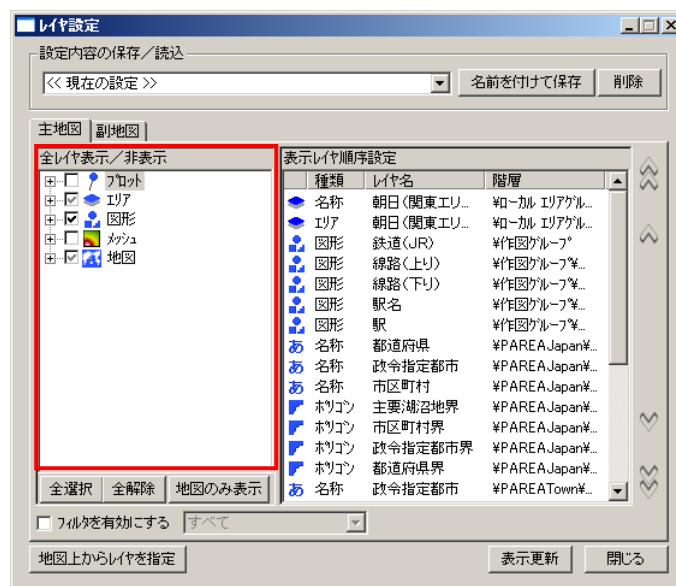 レイヤ設定
設定内容の保存／読込
<< 現在の設定 >>
名前を付けて保存
削除
主地図
副地図
全レイヤ表示／非表示
プロット
エリア
図形
メッシュ
地図
全選択
全解除
地図のみ表示
表示レイヤ順序設定
種類 レイヤ名 階層
名称 朝日(関東エリ... ¥ローカル エリアグル...
エリア 朝日(関東エリ... ¥ローカル エリアグル...
図形 鉄道(JR) ¥作図グループ
図形 線路(上り) ¥作図グループ¥...
図形 線路(下り) ¥作図グループ¥...
図形 駅名 ¥作図グループ¥...
図形 駅 ¥作図グループ¥...
あ 名称 都道府県 ¥PAREAJapan¥...
あ 名称 政令指定都市 ¥PAREAJapan¥...
あ 名称 市区町村 ¥PAREAJapan¥...
ポリゴン 主要湖沼地界 ¥PAREAJapan¥...
ポリゴン 市区町村界 ¥PAREAJapan¥...
ポリゴン 政令指定都市界 ¥PAREAJapan¥...
ポリゴン 都道府県界 ¥PAREAJapan¥...
あ 名称 政令指定都市 ¥PAREATown¥...
フィルタを有効にする
すべて
地図上からレイヤを指定
表示更新
閉じる